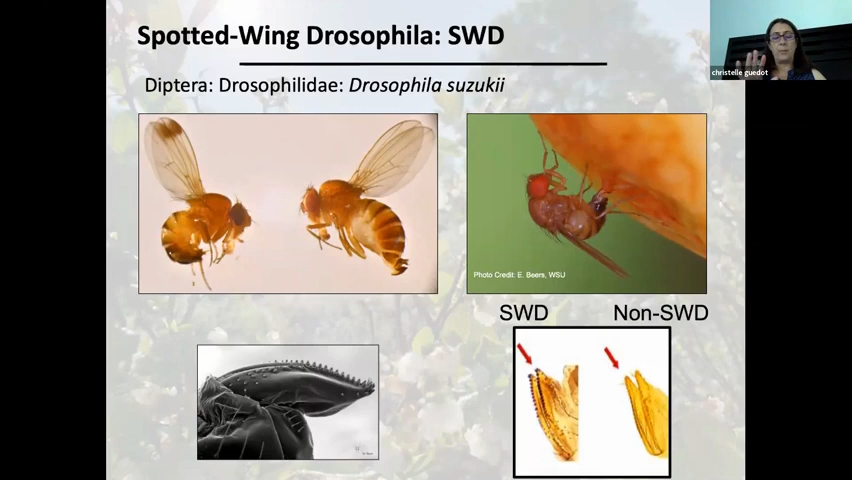 Spotted-Wing Drosophila: SWD
christelle guedot
Diptera: Drosophilidae: Drosophila suzukii
Photo Credit: E. Beers, WSU
SWD
Non-SWD